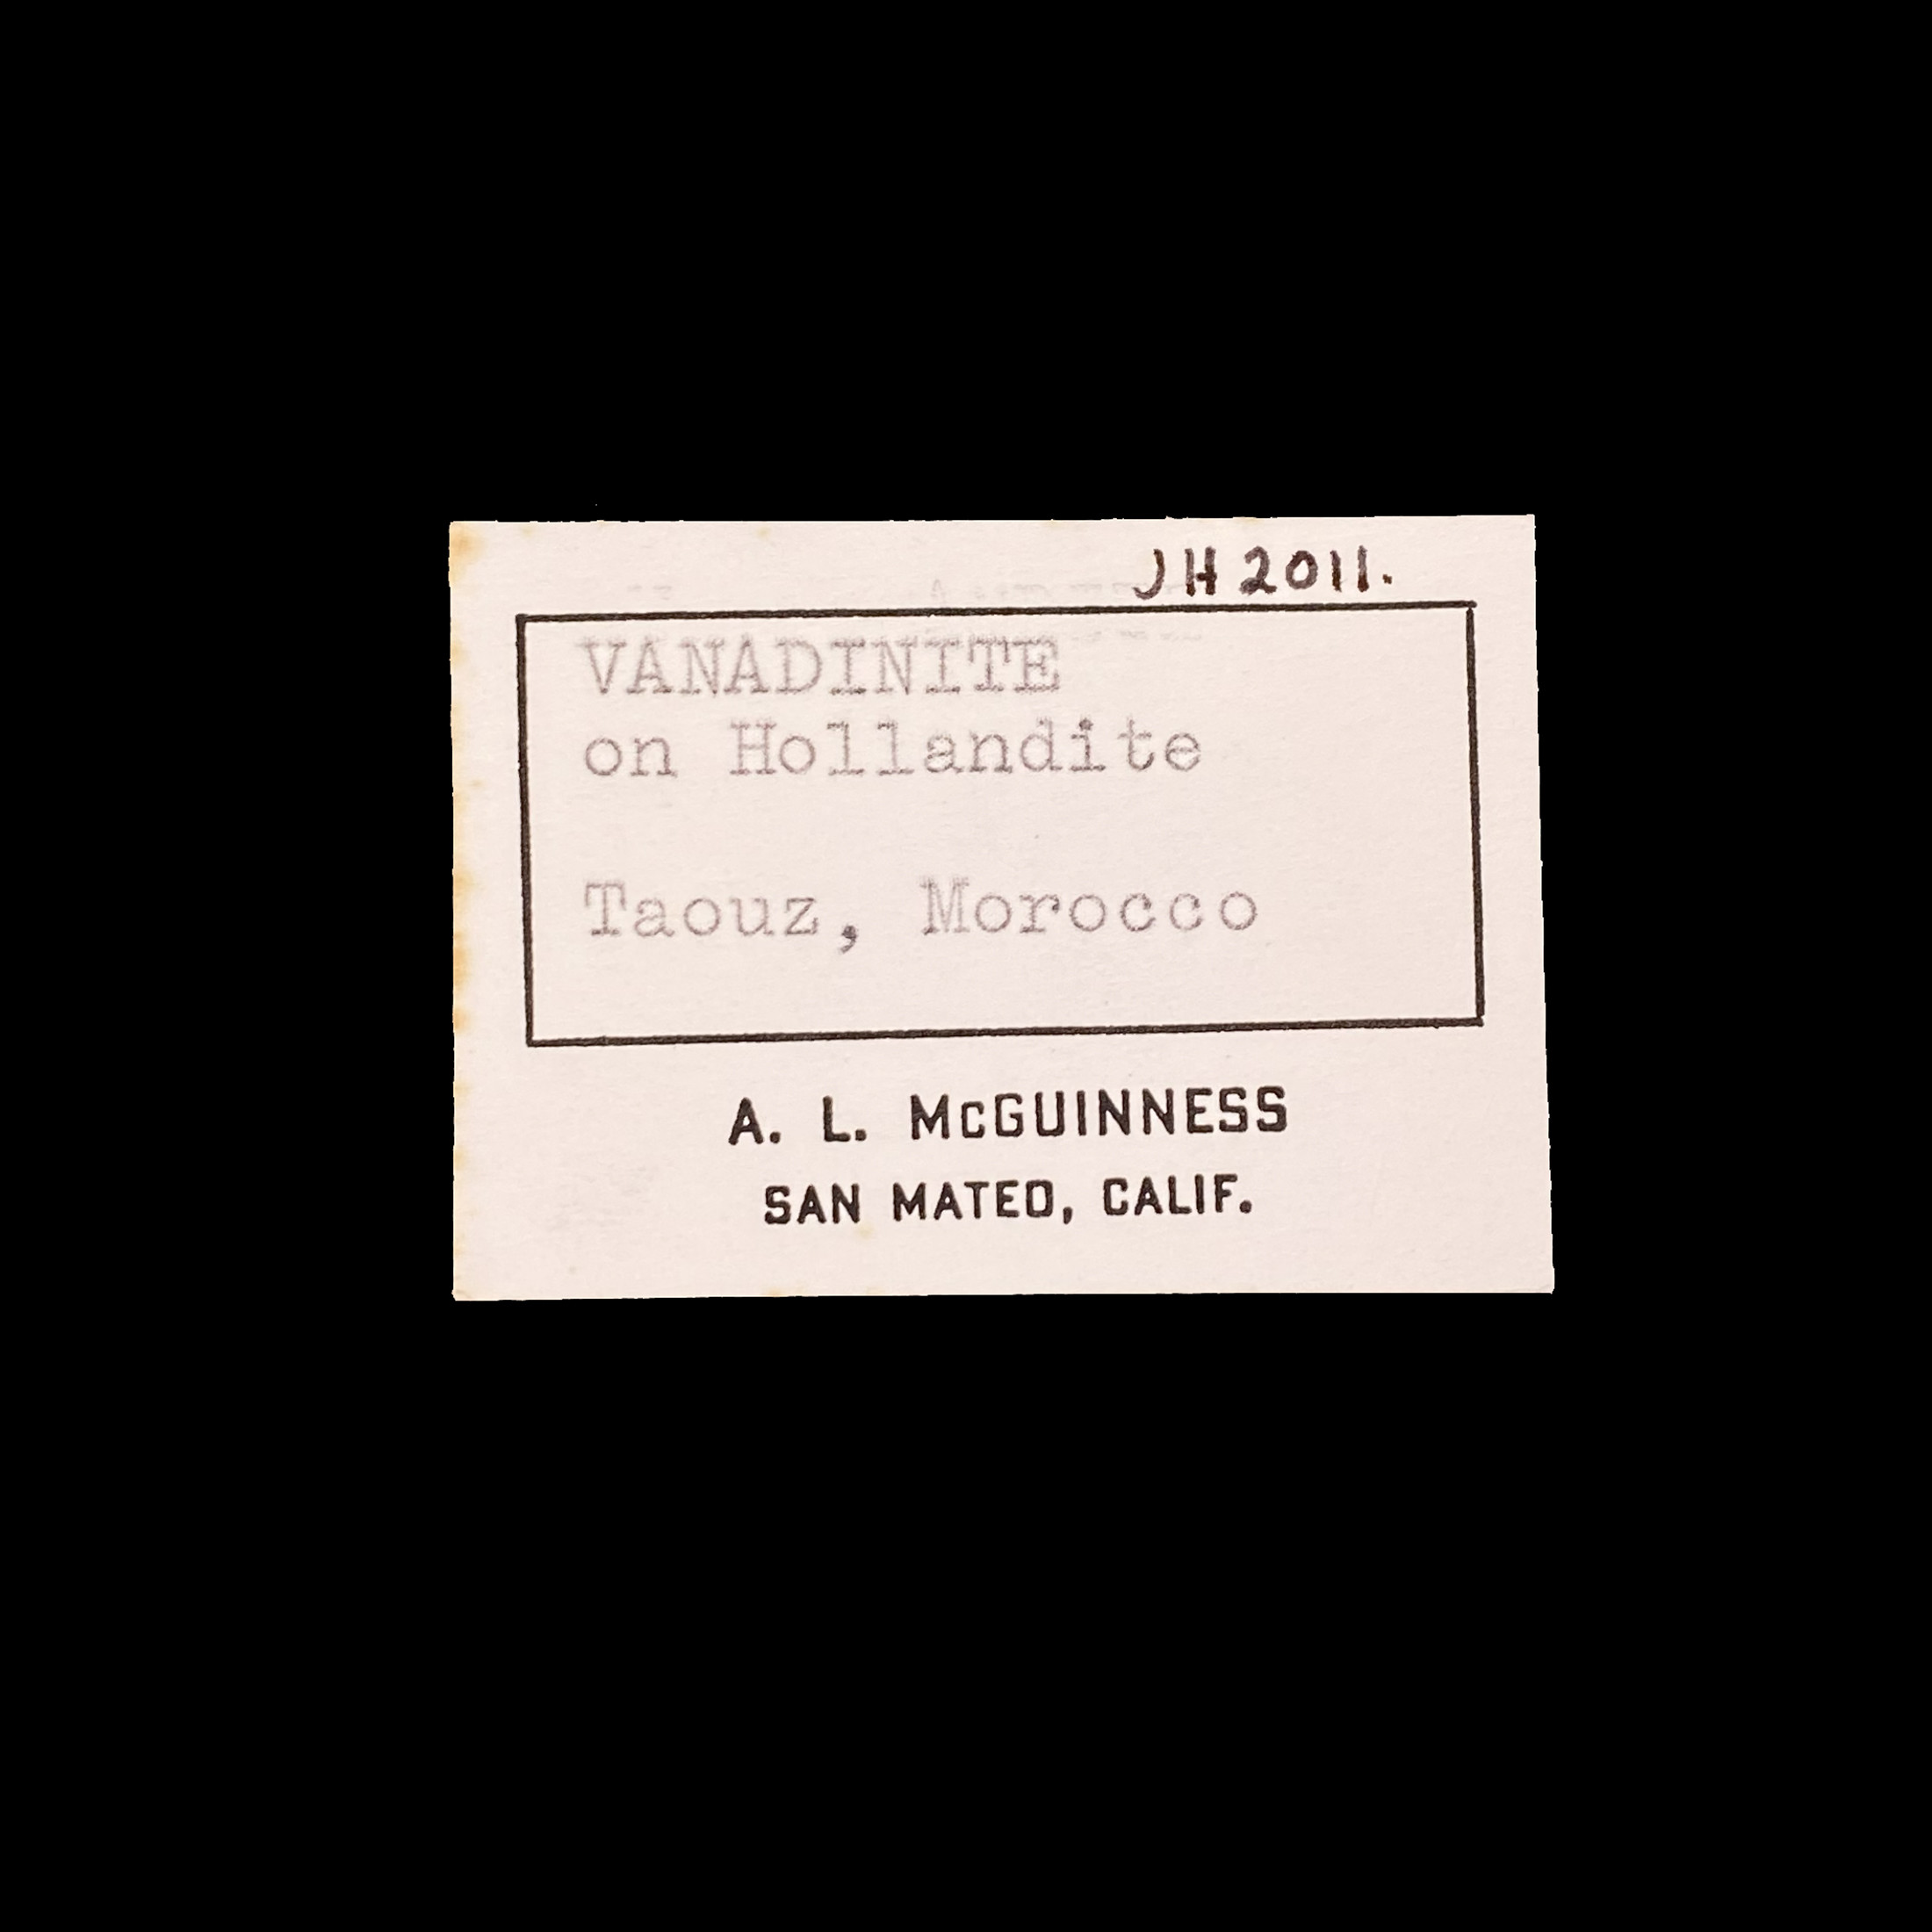 JH 2011.
VANADINITE
on Hollandite
Taouz, Morocco
A. L. McGUINNESS
SAN MATEO, CALIF.